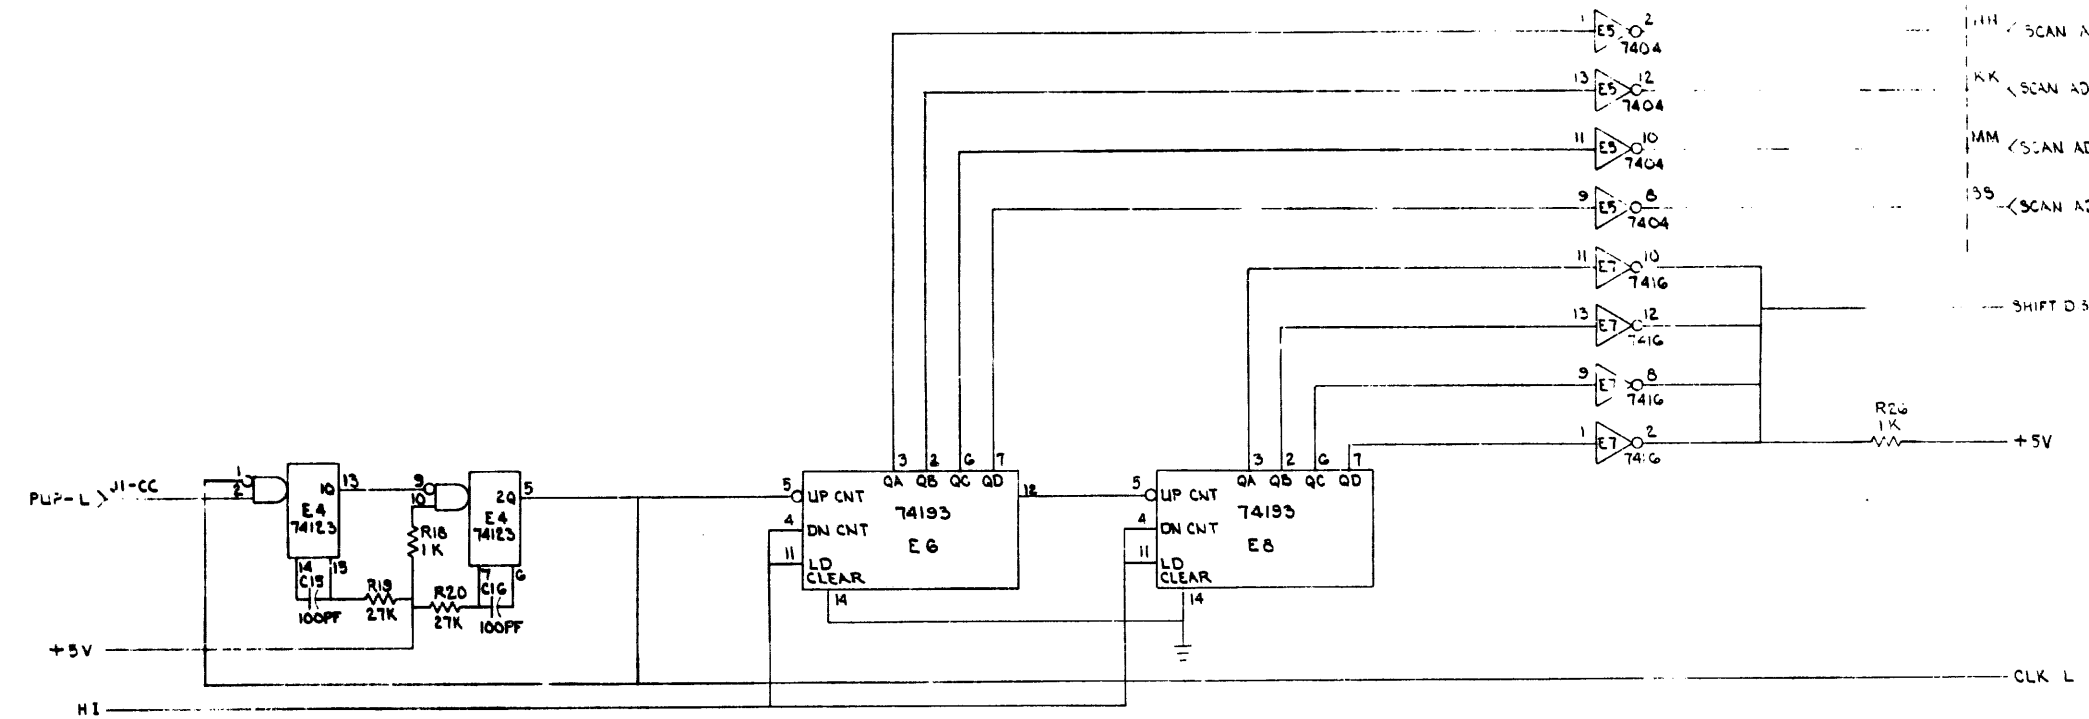 1 E5 2
7404
SCAN
13 E5 12
7404
KK
SCAN AD
11 E5 10
7404
MM
SCAN AD
9 E5 8
7404
SCAN
11 E7 10
7416
SHIFT
13 E7 12
7416
9 E7 8
7416
1 E7 2
7416
R26
1K
+5V
PUP-L J1-CC
1
2
1Q 13
E4
74123
14 15
C15
100PF
R19
27K
9
10
R18
1K
2Q 5
E4
74123
7 6
R20
27K
C16
100PF
+5V
3 2 6 7
QA QB QC QD
5 UP CNT 12
74193
4 DN CNT
E6
11 LD
CLEAR
14
3 2 6 7
QA QB QC QD
5 UP CNT
74193
4 DN CNT
E8
11 LD
CLEAR
14
CLK L
HI